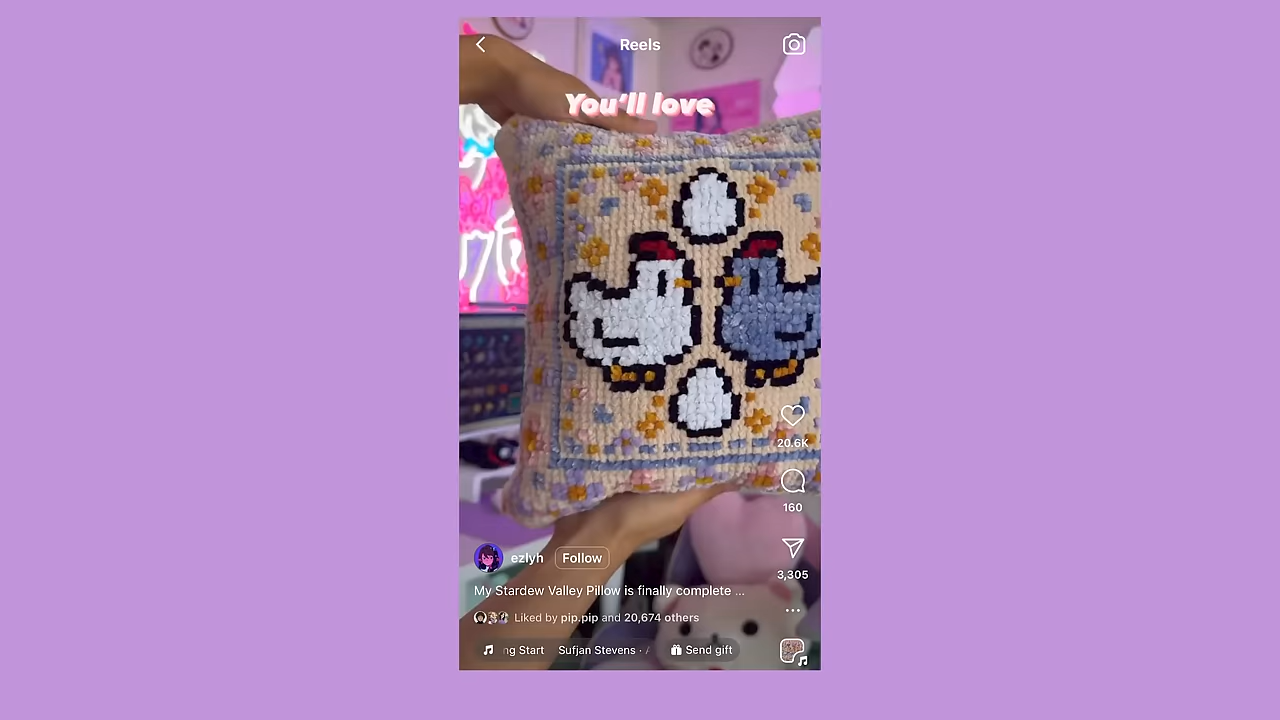 Reels
You'll love
20.6K
160
ezlyh
Follow
3,305
My Stardew Valley Pillow is finally complete ...
Liked by pip.pip and 20,674 others
ng Start Sufjan Stevens ·
Send gift